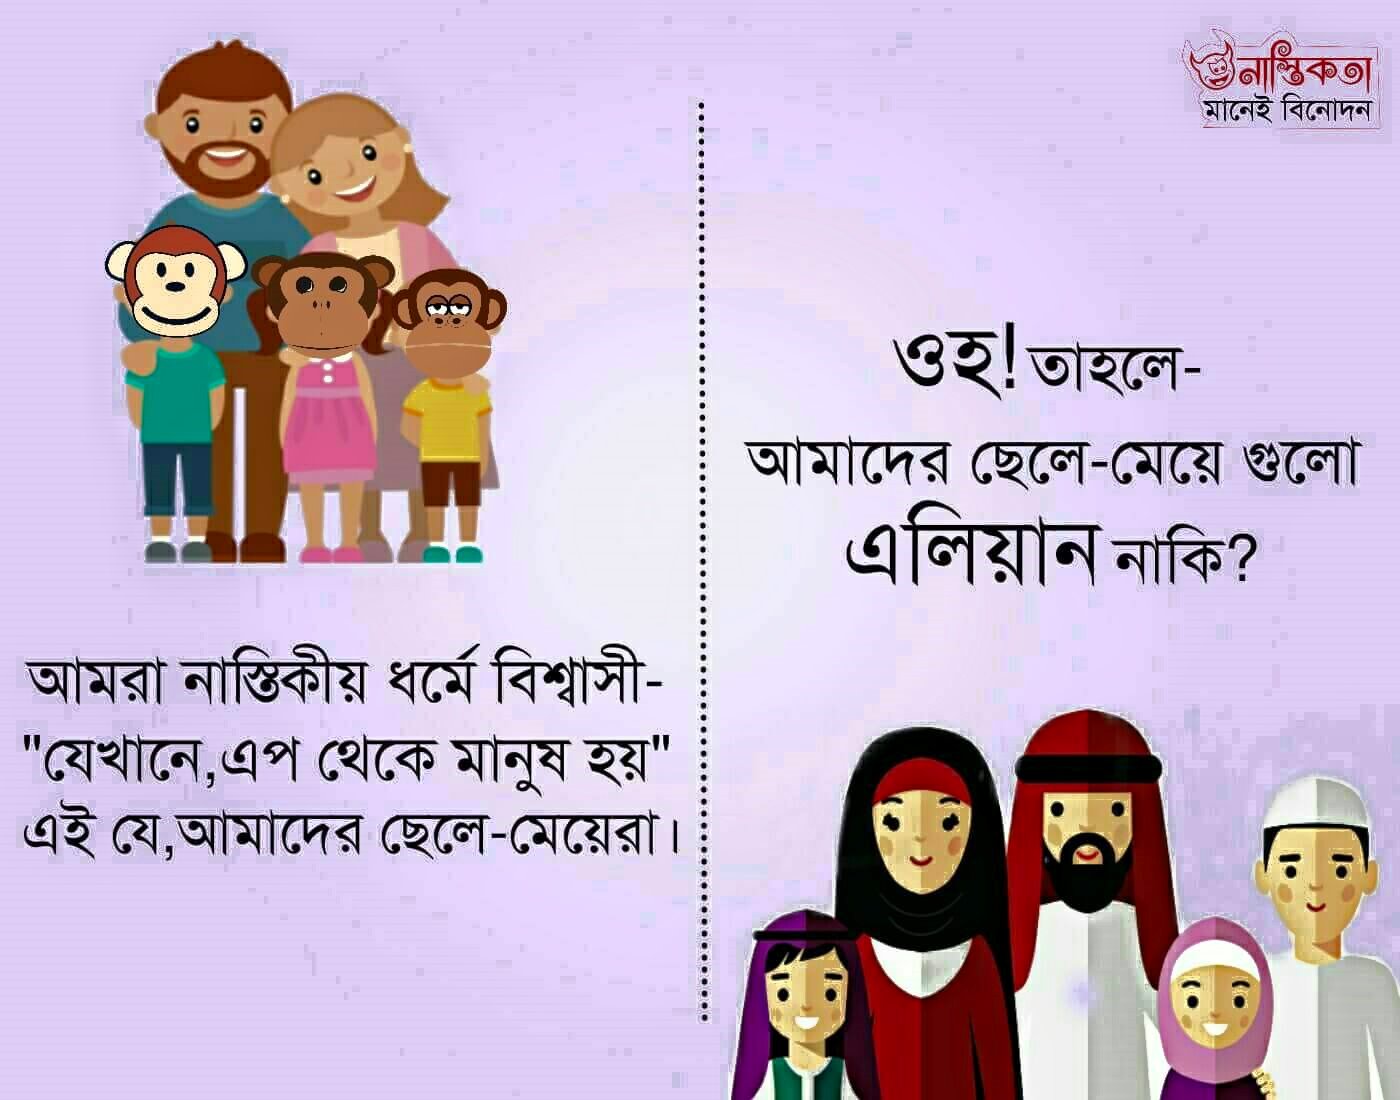 নাস্তিকতা
মানেই বিনোদন
ওহ! তাহলে-
আমাদের ছেলে-মেয়ে গুলো
এলিয়ান নাকি?
আমরা নাস্তিকীয় ধর্মে বিশ্বাসী-
"যেখানে,এপ থেকে মানুষ হয়"
এই যে,আমাদের ছেলে-মেয়েরা।